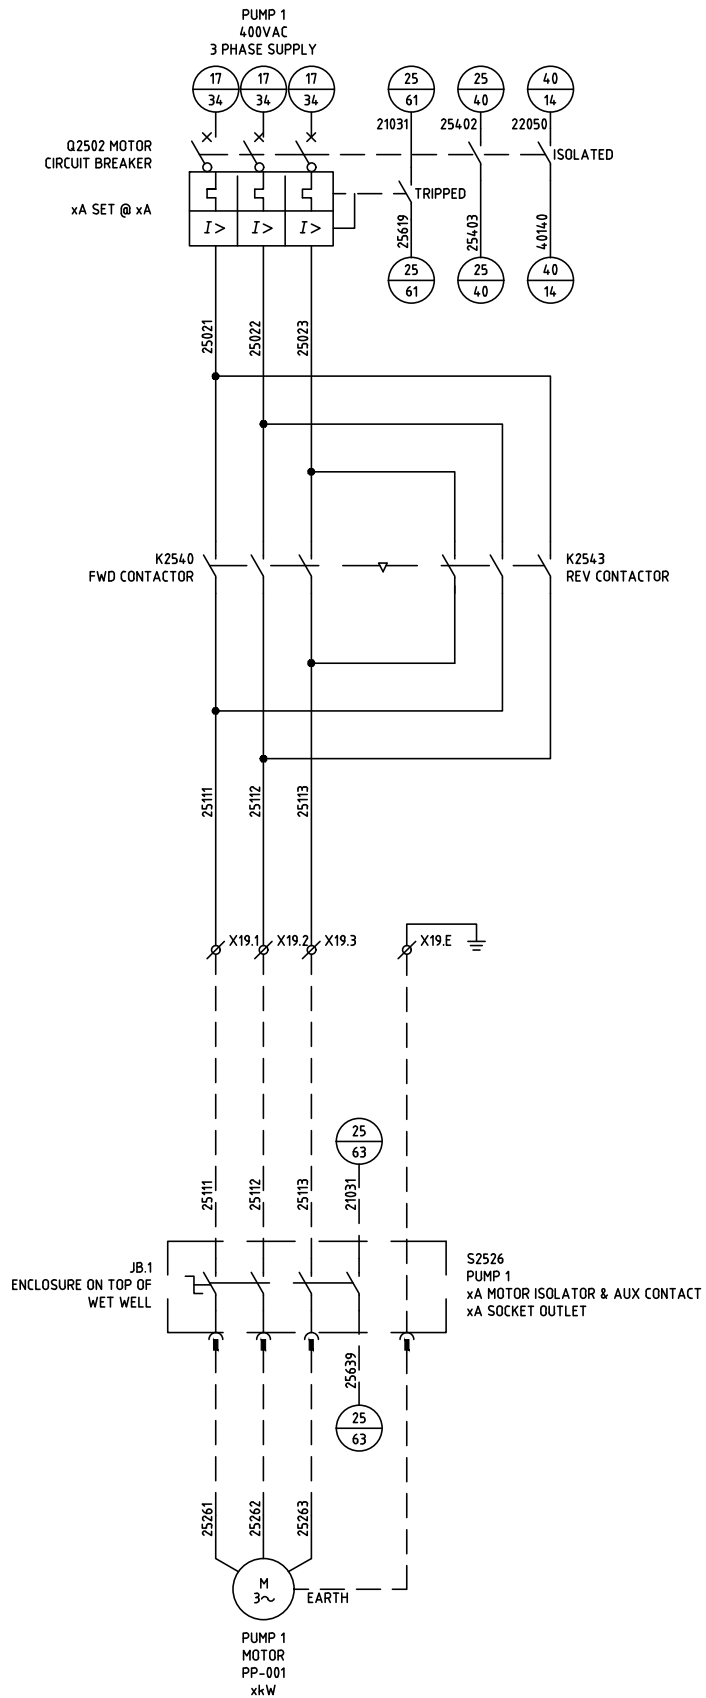 PUMP 1
400VAC
3 PHASE SUPPLY
17
34
17
34
17
34
25
61
25
40
40
14
21031
25402
22050
Q2502 MOTOR
CIRCUIT BREAKER
ISOLATED
xA SET @ xA
TRIPPED
I >
I >
I >
25619
25403
40140
25
61
25
40
40
14
25021
25022
25023
K2540
FWD CONTACTOR
K2543
REV CONTACTOR
25111
25112
25113
X19.1
X19.2
X19.3
X19.E
25
63
25111
25112
25113
21031
JB.1
ENCLOSURE ON TOP OF
WET WELL
S2526
PUMP 1
xA MOTOR ISOLATOR & AUX CONTACT
xA SOCKET OUTLET
25639
25
63
25261
25262
25263
M
3~
EARTH
PUMP 1
MOTOR
PP-001
xkW